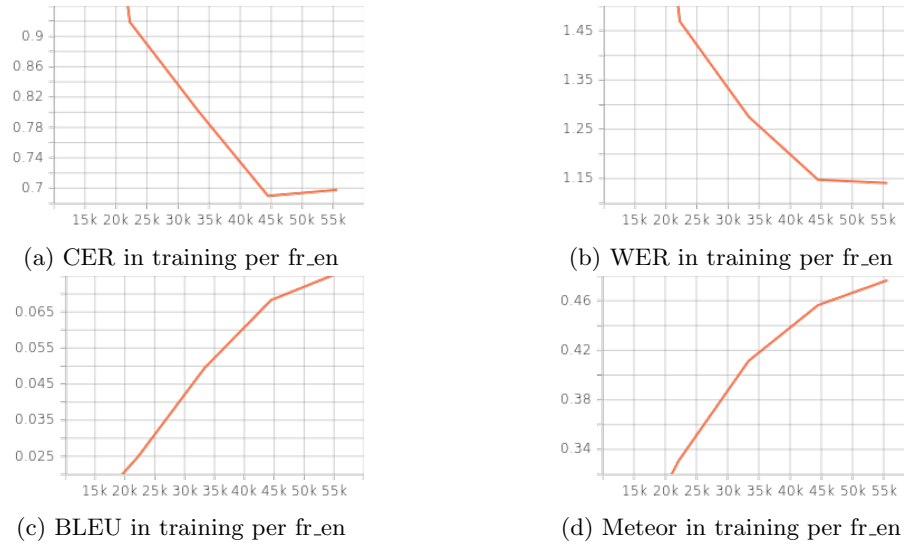 0.9
0.86
0.82
0.78
0.74
0.7
15k 20k 25k 30k 35k 40k 45k 50k 55k
(a) CER in training per fr_en
1.45
1.35
1.25
1.15
15k 20k 25k 30k 35k 40k 45k 50k 55k
(b) WER in training per fr_en
0.065
0.055
0.045
0.035
0.025
15k 20k 25k 30k 35k 40k 45k 50k 55k
(c) BLEU in training per fr_en
0.46
0.42
0.38
0.34
15k 20k 25k 30k 35k 40k 45k 50k 55k
(d) Meteor in training per fr_en